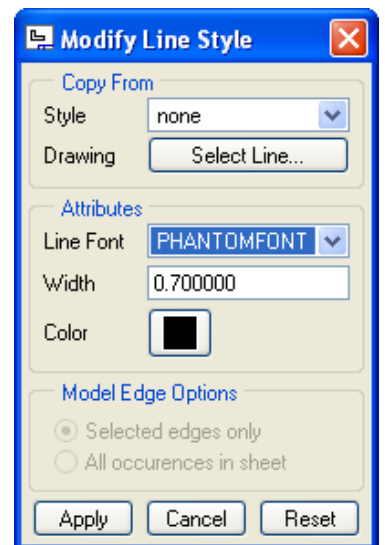 Modify Line Style
Copy From
Style none
Drawing Select Line...
Attributes
Line Font PHANTOMFONT
Width 0.700000
Color
Model Edge Options
Selected edges only
All occurences in sheet
Apply Cancel Reset